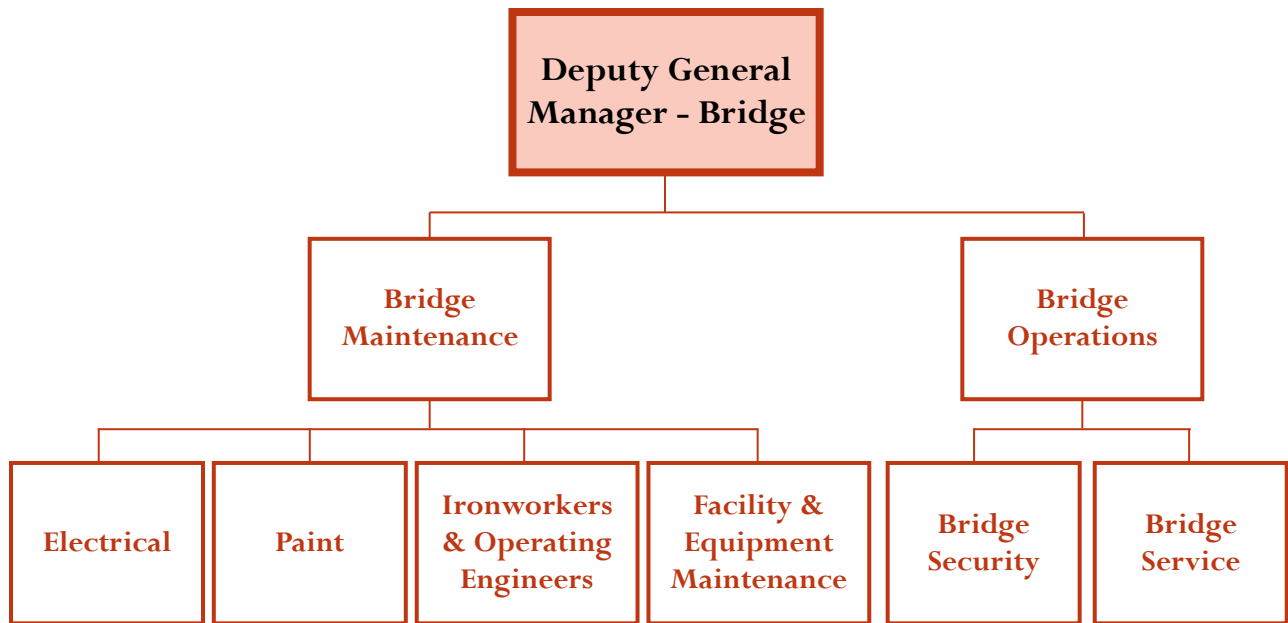 Deputy General
Manager - Bridge
Bridge
Maintenance
Bridge
Operations
Electrical
Paint
Ironworkers
& Operating
Engineers
Facility &
Equipment
Maintenance
Bridge
Security
Bridge
Service